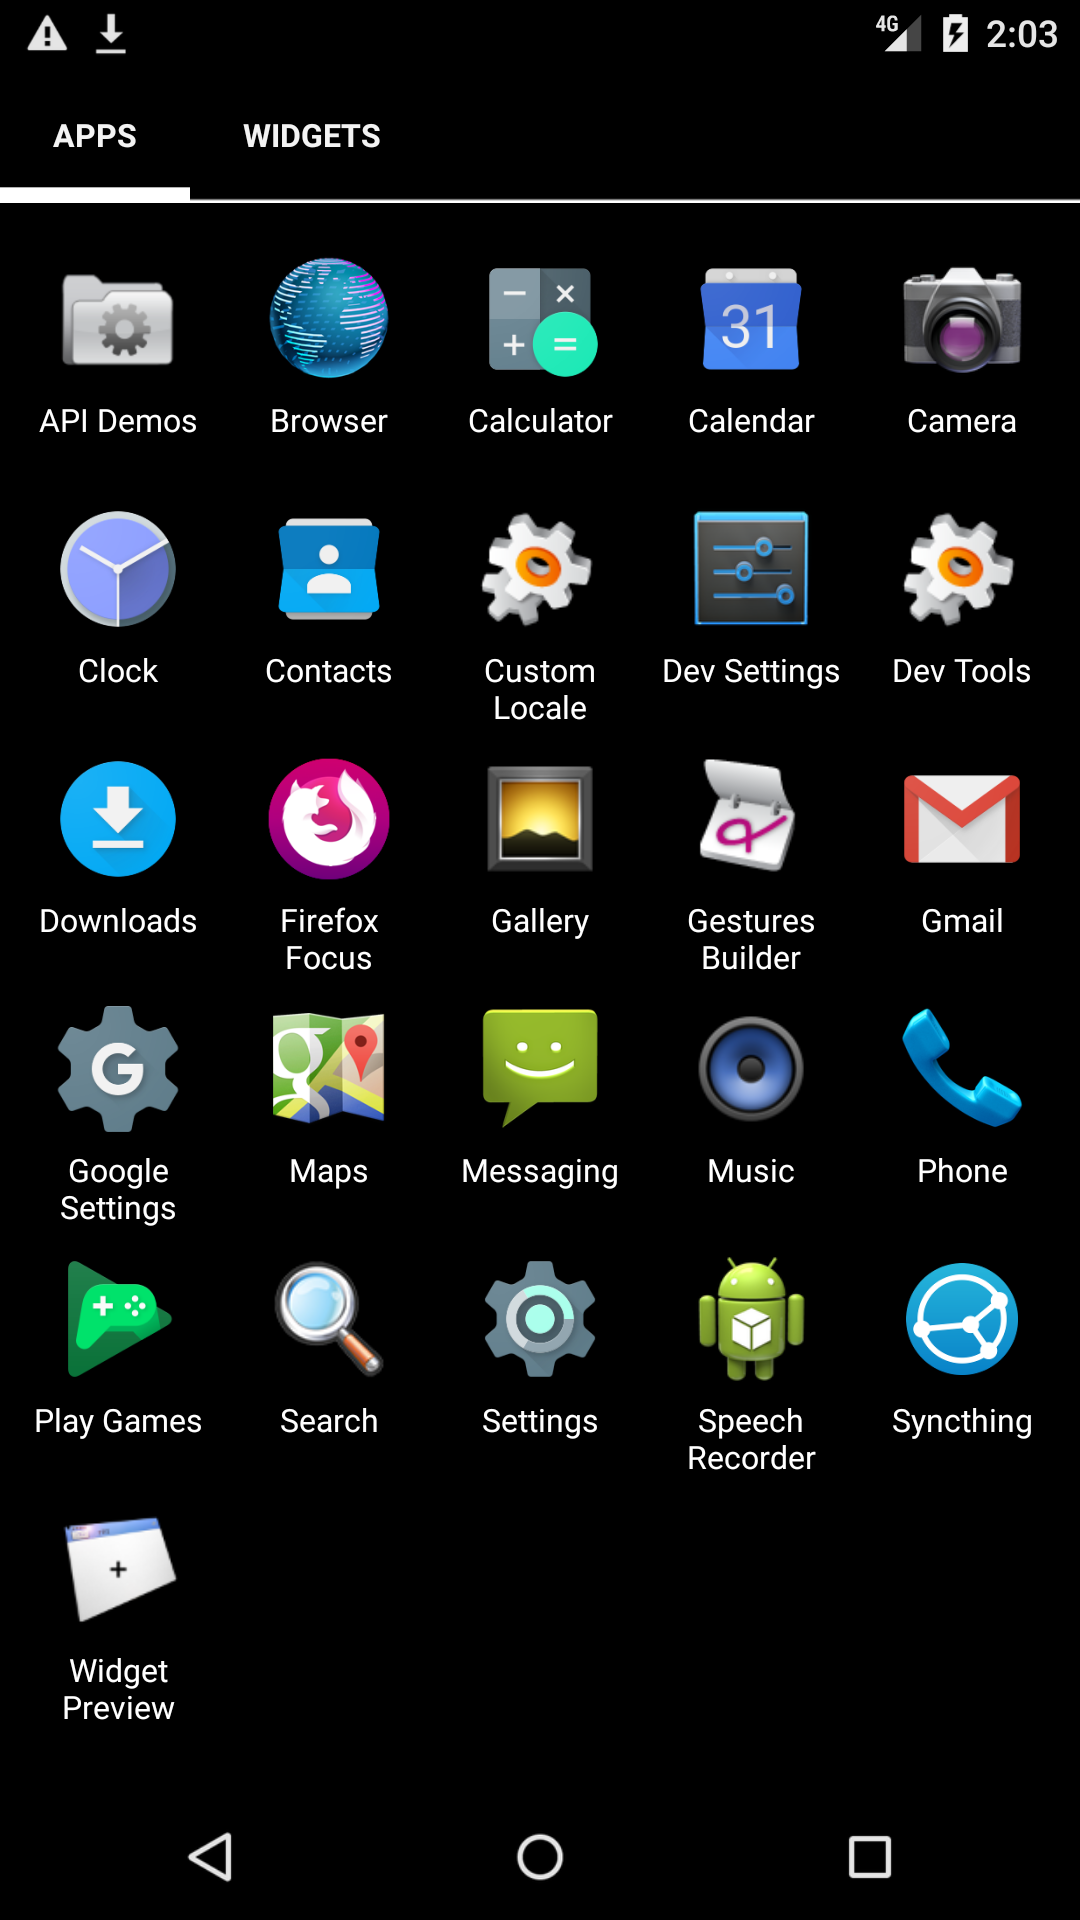 4G 2:03
APPS WIDGETS
31
API Demos Browser Calculator Calendar Camera
Clock Contacts Custom Locale Dev Settings Dev Tools
Downloads Firefox Focus Gallery Gestures Builder Gmail
G g
Google Settings Maps Messaging Music Phone
Play Games Search Settings Speech Recorder Syncthing
Widget Preview